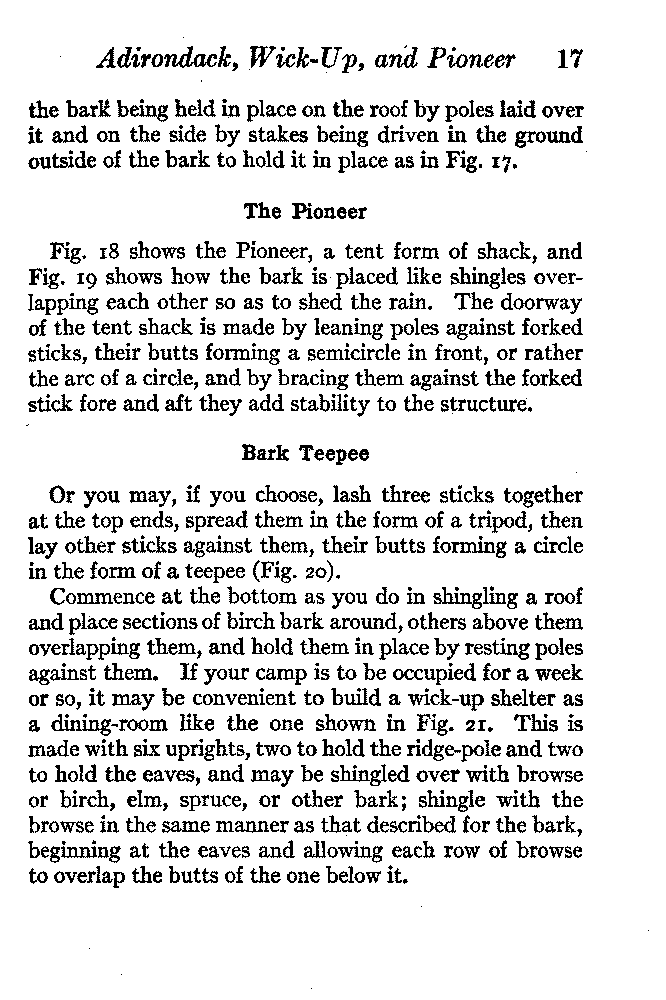 Adirondack, Wick-Up, and Pioneer 17
the bark being held in place on the roof by poles laid over
it and on the side by stakes being driven in the ground
outside of the bark to hold it in place as in Fig. 17.
The Pioneer
Fig. 18 shows the Pioneer, a tent form of shack, and
Fig. 19 shows how the bark is placed like shingles over-
lapping each other so as to shed the rain. The doorway
of the tent shack is made by leaning poles against forked
sticks, their butts forming a semicircle in front, or rather
the arc of a circle, and by bracing them against the forked
stick fore and aft they add stability to the structure.
Bark Teepee
Or you may, if you choose, lash three sticks together
at the top ends, spread them in the form of a tripod, then
lay other sticks against them, their butts forming a circle
in the form of a teepee (Fig. 20).
Commence at the bottom as you do in shingling a roof
and place sections of birch bark around, others above them
overlapping them, and hold them in place by resting poles
against them. If your camp is to be occupied for a week
or so, it may be convenient to build a wick-up shelter as
a dining-room like the one shown in Fig. 21. This is
made with six uprights, two to hold the ridge-pole and two
to hold the eaves, and may be shingled over with browse
or birch, elm, spruce, or other bark; shingle with the
browse in the same manner as that described for the bark,
beginning at the eaves and allowing each row of browse
to overlap the butts of the one below it.